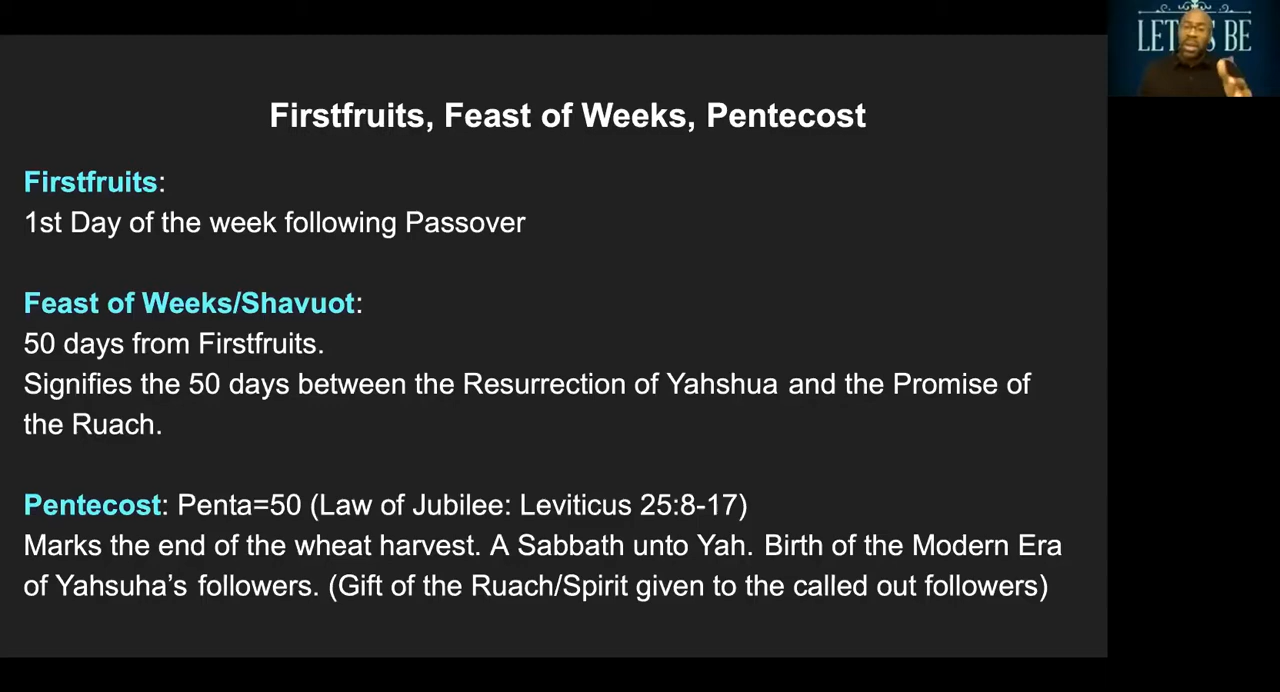 LET S BE
Firstfruits, Feast of Weeks, Pentecost
Firstfruits:
1st Day of the week following Passover
Feast of Weeks/Shavuot:
50 days from Firstfruits.
Signifies the 50 days between the Resurrection of Yahshua and the Promise of
the Ruach.
Pentecost: Penta=50 (Law of Jubilee: Leviticus 25:8-17)
Marks the end of the wheat harvest. A Sabbath unto Yah. Birth of the Modern Era
of Yahsuha's followers. (Gift of the Ruach/Spirit given to the called out followers)